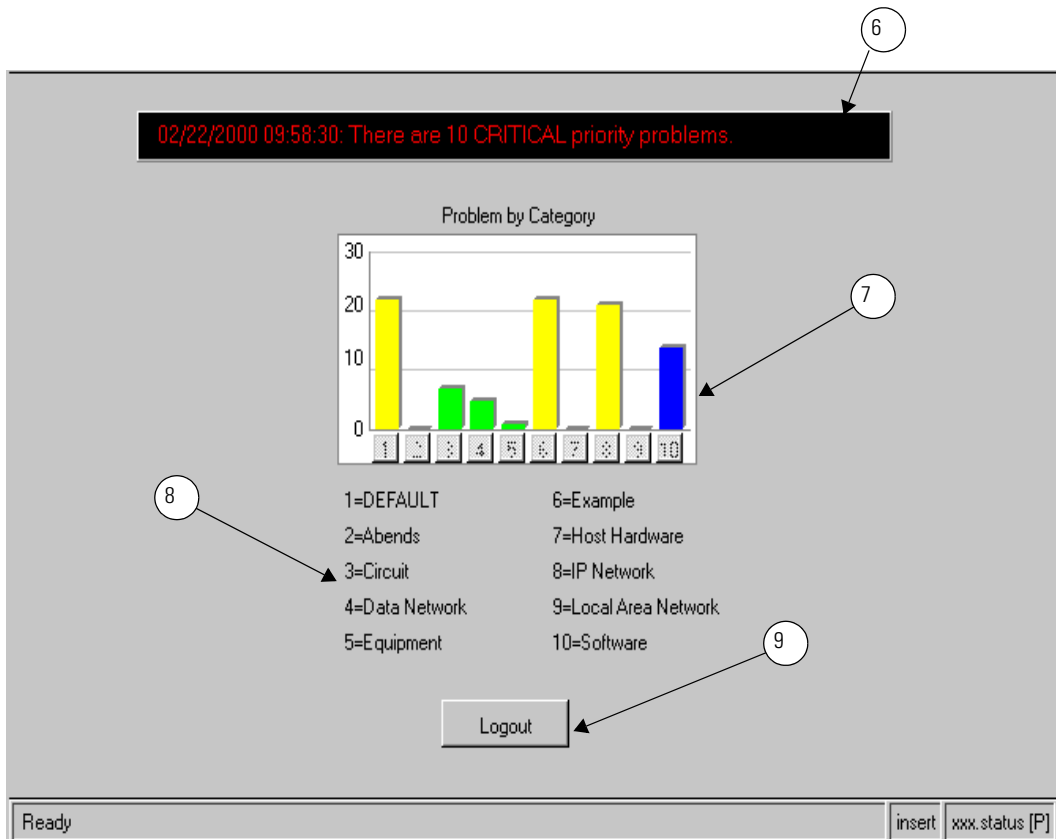 6
02/22/2000 09:58:30: There are 10 CRITICAL priority problems.
Problem by Category
30
20
10
0
1 2 3 4 5 6 7 8 9 10
7
8
1=DEFAULT 6=Example
2=Abends 7=Host Hardware
3=Circuit 8=IP Network
4=Data Network 9=Local Area Network
5=Equipment 10=Software
9
Logout
Ready insert xxx.status [P]